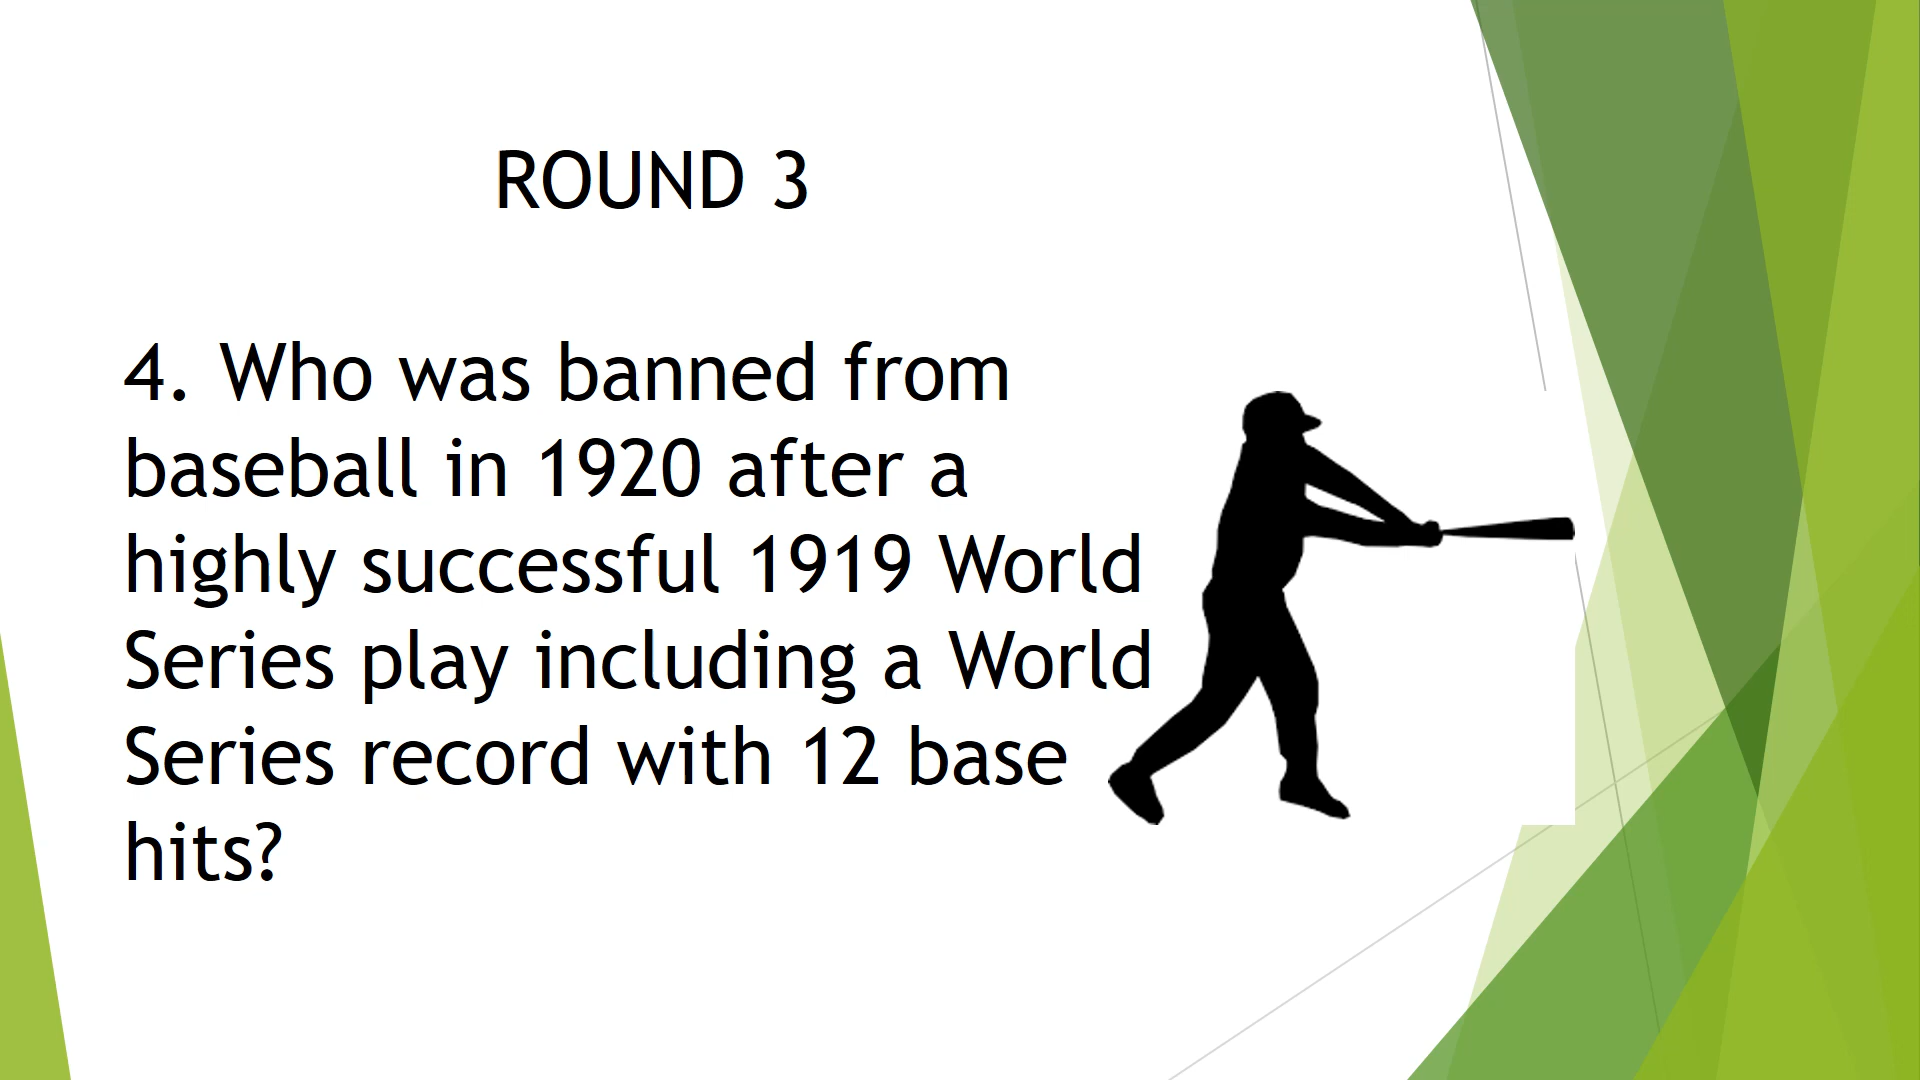 ROUND 3
4. Who was banned from
baseball in 1920 after a
highly successful 1919 World
Series play including a World
Series record with 12 base
hits?